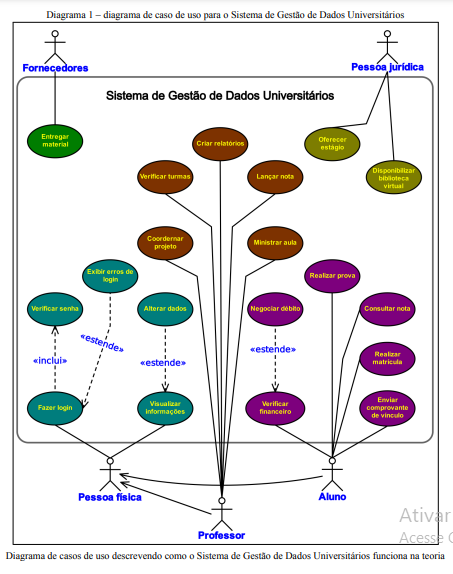 Diagrama 1 – diagrama de caso de uso para o Sistema de Gestão de Dados Universitários
Fornecedores
Pessoa jurídica
Sistema de Gestão de Dados Universitários
Entregar
material
Criar relatórios
Oferecer
estágio
Verificar turmas
Lançar nota
Disponibilizar
biblioteca
virtual
Coordernar
projeto
Ministrar aula
Exibir erros de
login
Realizar prova
Verificar senha
Alterar dados
Negociar débito
Consultar nota
«estende»
«inclui»
«estende»
«estende»
Realizar
matrícula
Fazer login
Visualizar
informações
Verificar
financeiro
Enviar
comprovante
de vínculo
Pessoa física
Aluno
Professor
Ativar
Acesse
Diagrama de casos de uso descrevendo como o Sistema de Gestão de Dados Universitários funciona na teoria